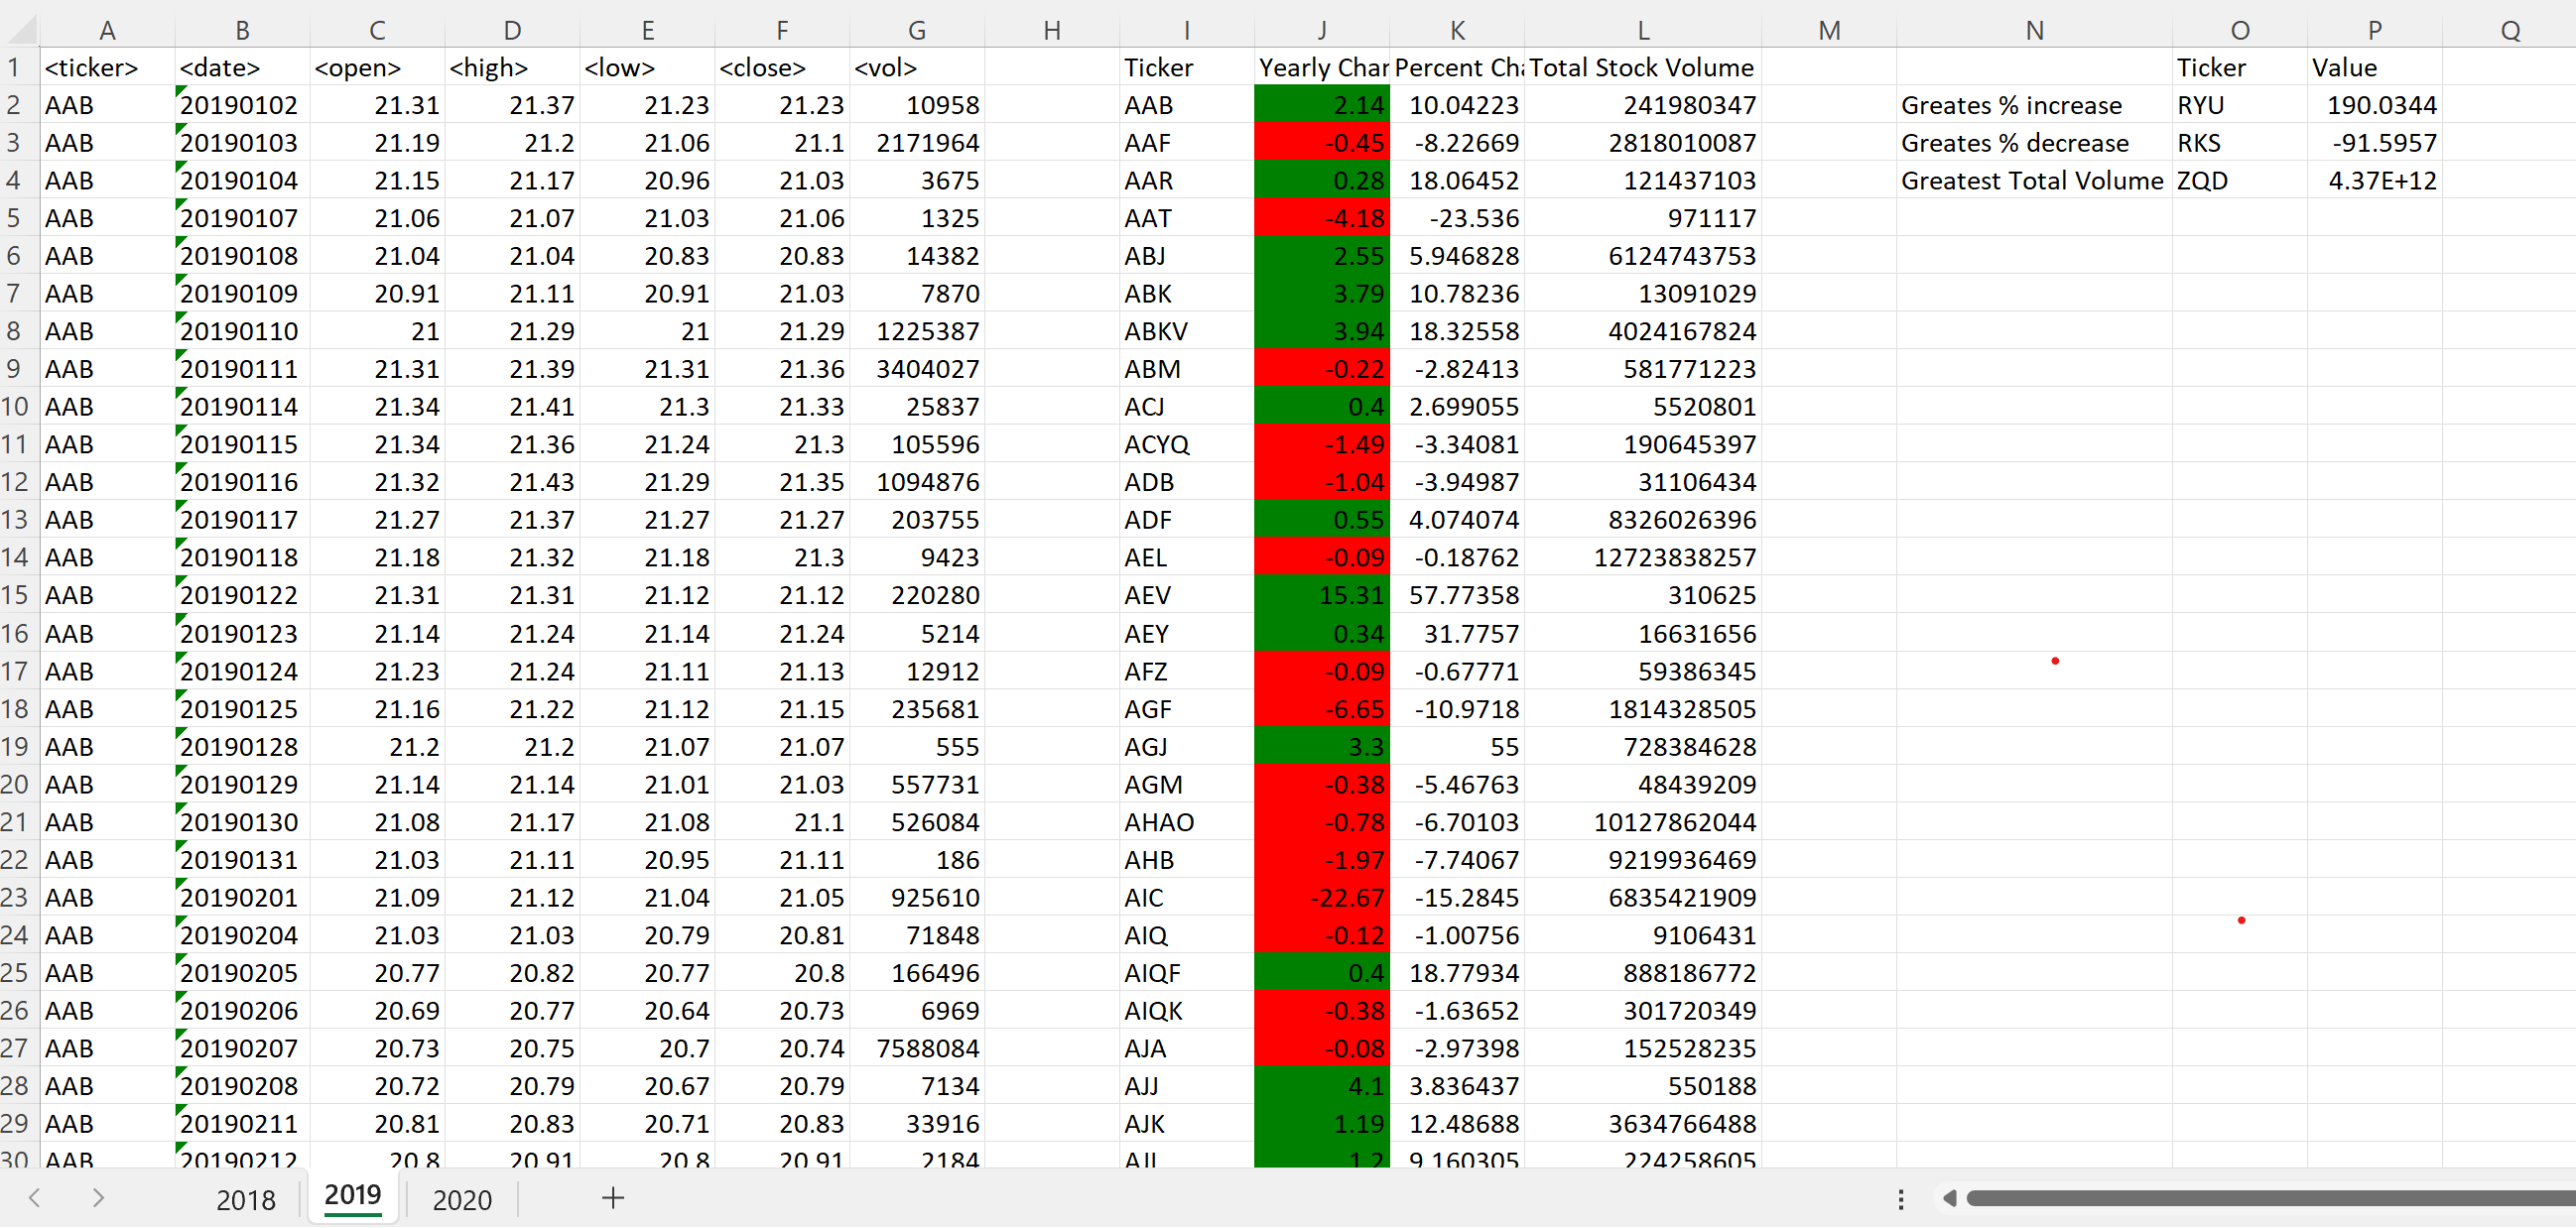 A B C D E F G H I J K L M N O P Q
1 <ticker> <date> <open> <high> <low> <close> <vol> Ticker Yearly Char Percent Cha Total Stock Volume Ticker Value
2 AAB 20190102 21.31 21.37 21.23 21.23 10958 AAB 2.14 10.04223 241980347 Greates % increase RYU 190.0344
3 AAB 20190103 21.19 21.2 21.06 21.1 2171964 AAF -0.45 -8.22669 2818010087 Greates % decrease RKS -91.5957
4 AAB 20190104 21.15 21.17 20.96 21.03 3675 AAR 0.28 18.06452 121437103 Greatest Total Volume ZQD 4.37E+12
5 AAB 20190107 21.06 21.07 21.03 21.06 1325 AAT -4.18 -23.536 971117
6 AAB 20190108 21.04 21.04 20.83 20.83 14382 ABJ 2.55 5.946828 6124743753
7 AAB 20190109 20.91 21.11 20.91 21.03 7870 ABK 3.79 10.78236 13091029
8 AAB 20190110 21 21.29 21 21.29 1225387 ABKV 3.94 18.32558 4024167824
9 AAB 20190111 21.31 21.39 21.31 21.36 3404027 ABM -0.22 -2.82413 581771223
10 AAB 20190114 21.34 21.41 21.3 21.33 25837 ACJ 0.4 2.699055 5520801
11 AAB 20190115 21.34 21.36 21.24 21.3 105596 ACYQ -1.49 -3.34081 190645397
12 AAB 20190116 21.32 21.43 21.29 21.35 1094876 ADB -1.04 -3.94987 31106434
13 AAB 20190117 21.27 21.37 21.27 21.27 203755 ADF 0.55 4.074074 8326026396
14 AAB 20190118 21.18 21.32 21.18 21.3 9423 AEL -0.09 -0.18762 12723838257
15 AAB 20190122 21.31 21.31 21.12 21.12 220280 AEV 15.31 57.77358 310625
16 AAB 20190123 21.14 21.24 21.14 21.24 5214 AEY 0.34 31.7757 16631656
17 AAB 20190124 21.23 21.24 21.11 21.13 12912 AFZ -0.09 -0.67771 59386345
18 AAB 20190125 21.16 21.22 21.12 21.15 235681 AGF -6.65 -10.9718 1814328505
19 AAB 20190128 21.2 21.2 21.07 21.07 555 AGJ 3.3 55 728384628
20 AAB 20190129 21.14 21.14 21.01 21.03 557731 AGM -0.38 -5.46763 48439209
21 AAB 20190130 21.08 21.17 21.08 21.1 526084 AHAO -0.78 -6.70103 10127862044
22 AAB 20190131 21.03 21.11 20.95 21.11 186 AHB -1.97 -7.74067 9219936469
23 AAB 20190201 21.09 21.12 21.04 21.05 925610 AIC -22.67 -15.2845 6835421909
24 AAB 20190204 21.03 21.03 20.79 20.81 71848 AIQ -0.12 -1.00756 9106431
25 AAB 20190205 20.77 20.82 20.77 20.8 166496 AIQF 0.4 18.77934 888186772
26 AAB 20190206 20.69 20.77 20.64 20.73 6969 AIQK -0.38 -1.63652 301720349
27 AAB 20190207 20.73 20.75 20.7 20.74 7588084 AJA -0.08 -2.97398 152528235
28 AAB 20190208 20.72 20.79 20.67 20.79 7134 AJJ 4.1 3.836437 550188
29 AAB 20190211 20.81 20.83 20.71 20.83 33916 AJK 1.19 12.48688 3634766488
30 AAB 20190212 20.8 20.91 20.8 20.91 2184 AJL 1.2 9.160305 224258605
2018 2019 2020